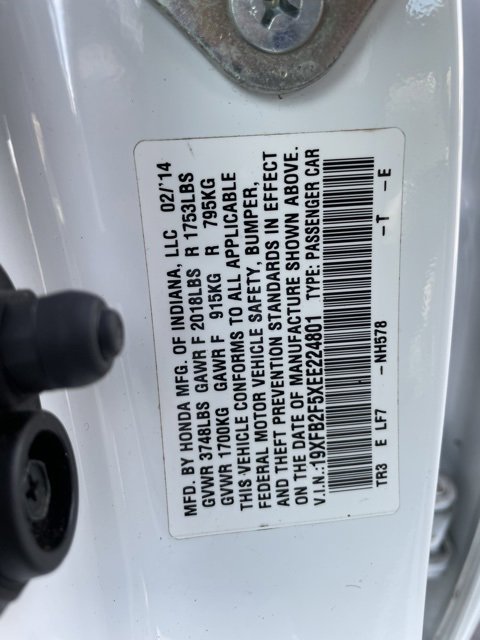 MFD. BY HONDA MFG. OF INDIANA, LLC 02/'14
GVWR 3748LBS GAWR F 2018LBS R 1753LBS
GVWR 1700KG GAWR F 915KG R 795KG
THIS VEHICLE CONFORMS TO ALL APPLICABLE
FEDERAL MOTOR VEHICLE SAFETY, BUMPER,
AND THEFT PREVENTION STANDARDS IN EFFECT
ON THE DATE OF MANUFACTURE SHOWN ABOVE.
V.I.N.:19XFB2F5XEE224801 TYPE: PASSENGER CAR
TR3 E LF7 -NH578 -T -E